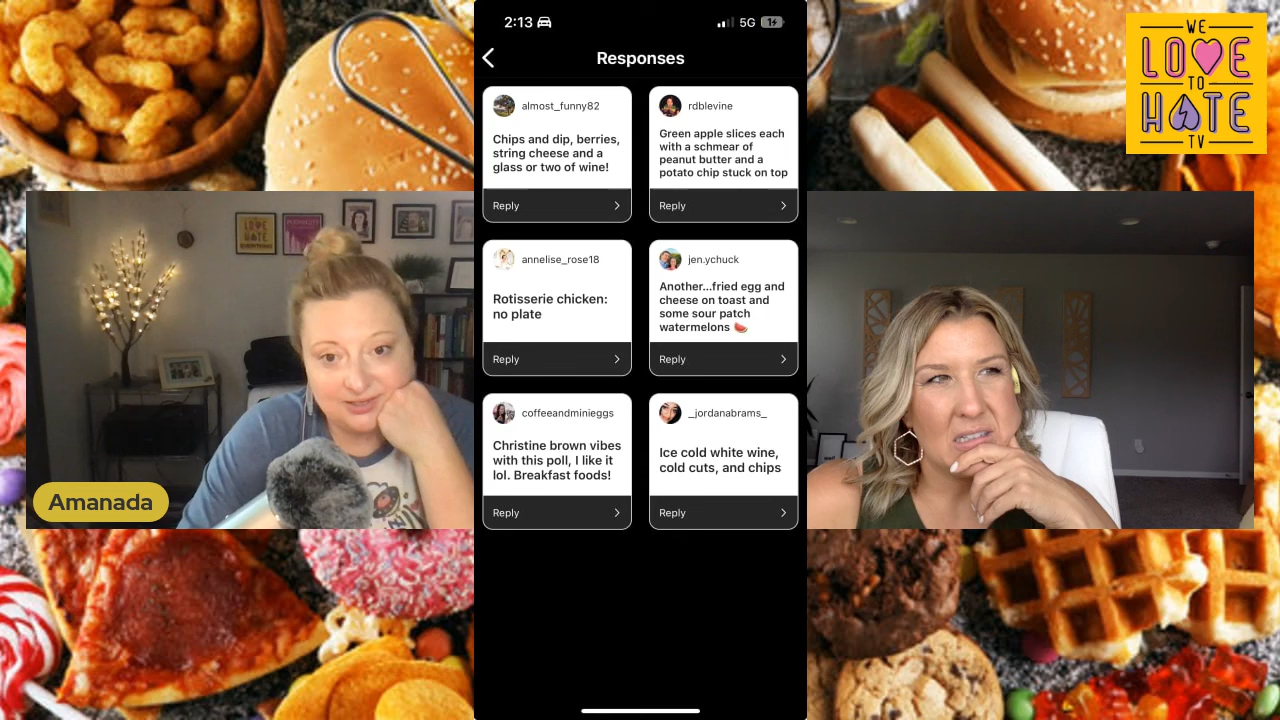 2:13
5G
Responses
almost_funny82
Chips and dip, berries,
string cheese and a
glass or two of wine!
Reply
rdblevine
Green apple slices each
with a schmear of
peanut butter and a
potato chip stuck on top
Reply
annelise_rose18
Rotisserie chicken:
no plate
Reply
jen.ychuck
Another...fried egg and
cheese on toast and
some sour patch
watermelons 🍉
Reply
coffeeandminieggs
Christine brown vibes
with this poll, I like it
lol. Breakfast foods!
Reply
_jordanabrams_
Ice cold white wine,
cold cuts, and chips
Reply
WE
LOVE
TO
HATE
TV
Amanada